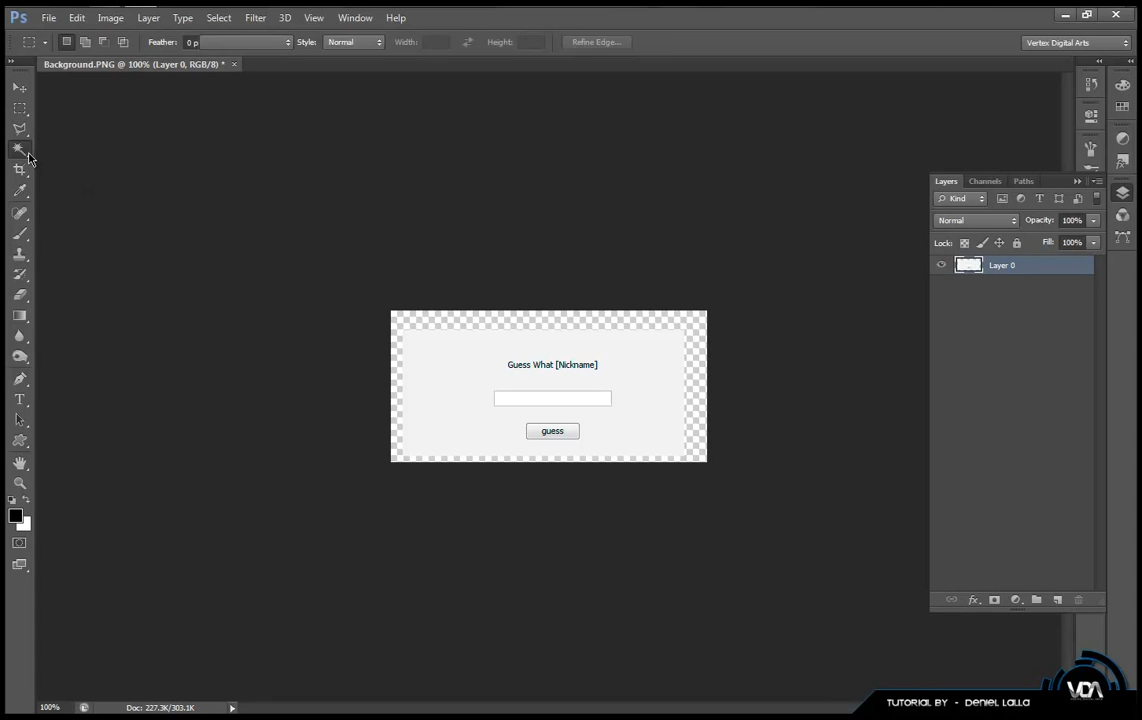 Ps File Edit Image Layer Type Select Filter 3D View Window Help
Feather: 0 p Style: Normal Width: Height: Refine Edge... Vertex Digital Arts
Background.PNG @ 100% (Layer 0, RGB/8) * ×
Layers Channels Paths
Kind
Normal Opacity: 100%
Lock: Fill: 100%
Layer 0
Guess What [Nickname]
guess
100% Doc: 227.3K/303.1K
VDA
TUTORIAL BY - DENIEL LALLA